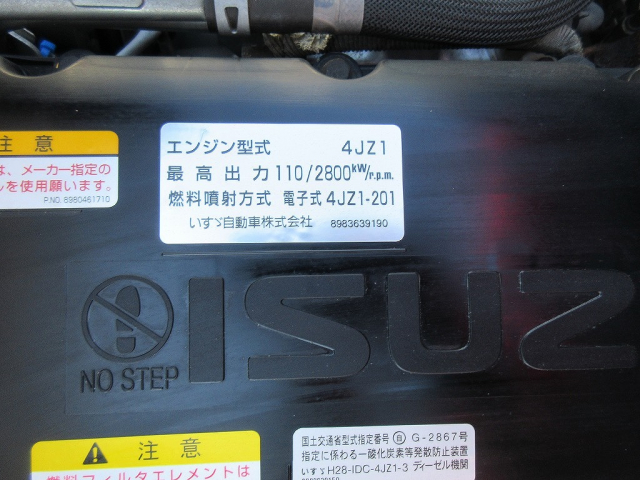 注意
は、メーカー指定の
ルを使用願います。
P.NO. 8980461710
エンジン型式 4JZ1
最高出力 110/2800kW/r.p.m.
燃料噴射方式 電子式 4JZ1-201
いすゞ自動車株式会社 8983639190
ISUZ
NO STEP
注意
燃料フィルタエレメントは
国土交通省型式指定番号 自 G-2867号
指定に係わる一酸化炭素等発散防止装置
いすゞH28-IDC-4JZ1-3 ディーゼル機関